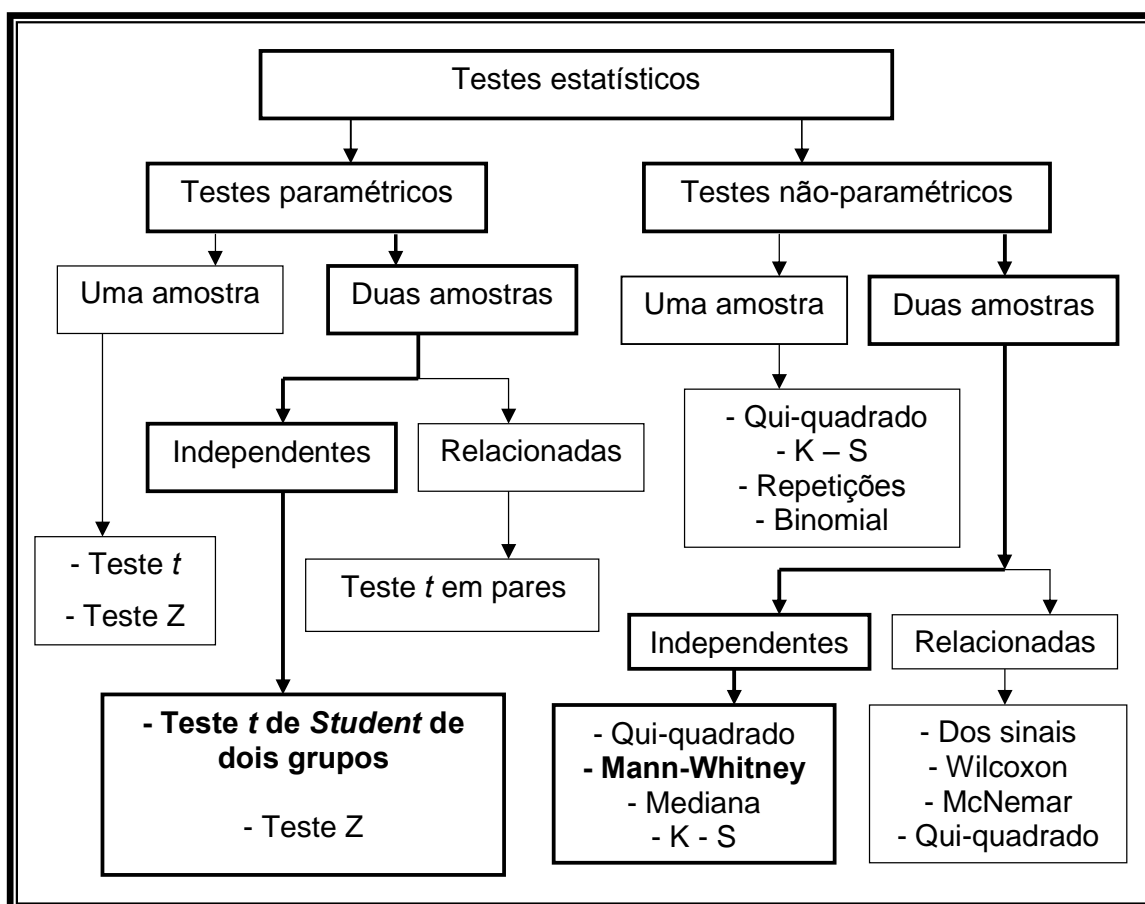 Testes estatísticos
Testes paramétricos
Testes não-paramétricos
Uma amostra
Duas amostras
Uma amostra
Duas amostras
- Qui-quadrado
- K – S
- Repetições
- Binomial
Independentes
Relacionadas
- Teste t
- Teste Z
Teste t em pares
Independentes
Relacionadas
- Teste t de Student de
dois grupos
- Teste Z
- Qui-quadrado
- Mann-Whitney
- Mediana
- K - S
- Dos sinais
- Wilcoxon
- McNemar
- Qui-quadrado